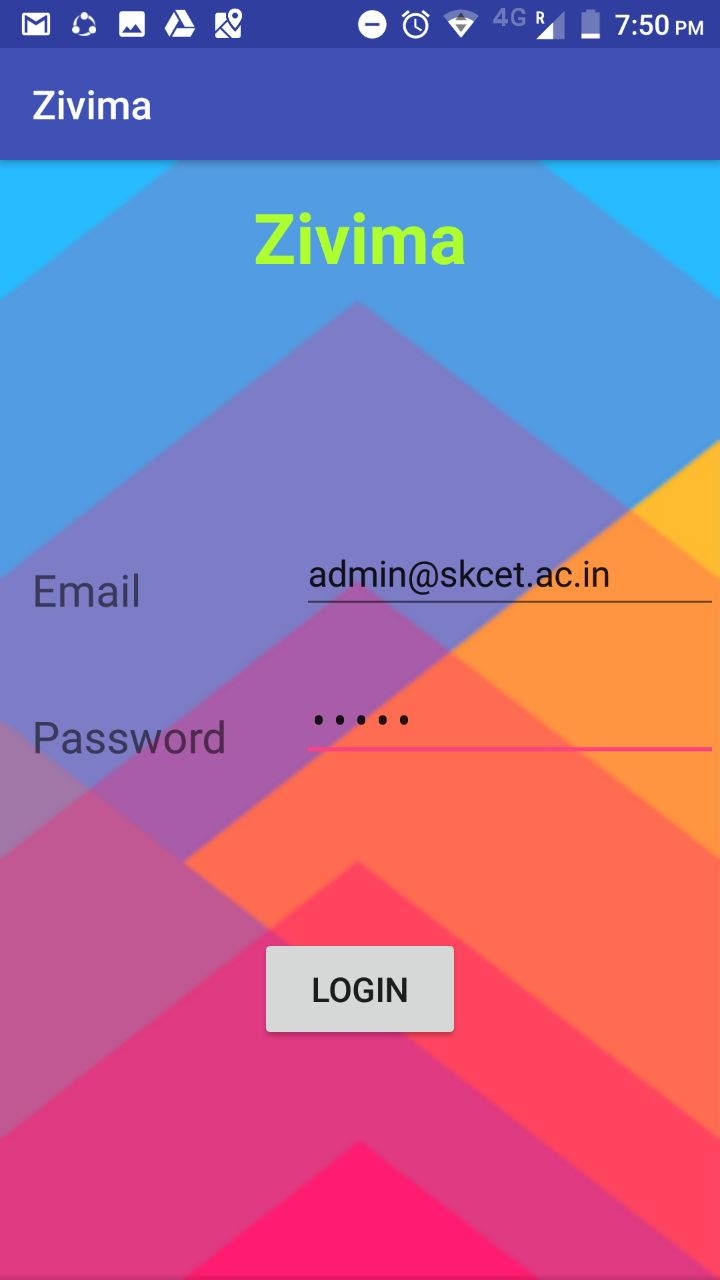 4G R 7:50 PM
Zivima
Zivima
Email admin@skcet.ac.in
Password •••••
LOGIN